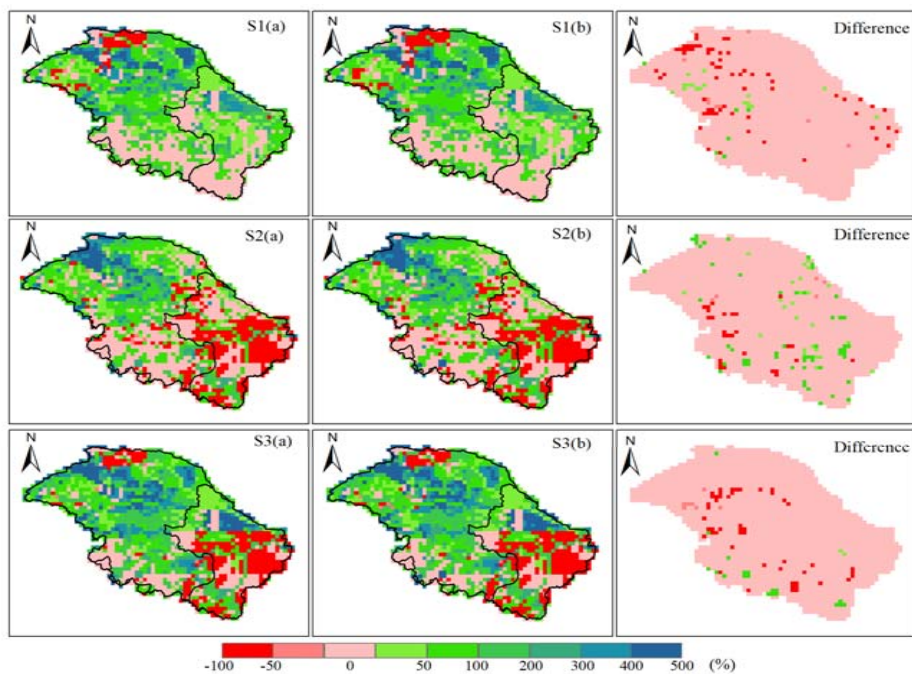 N
S1(a)
N
S1(b)
N
Difference
N
S2(a)
N
S2(b)
N
Difference
N
S3(a)
N
S3(b)
N
Difference
-100 -50 0 50 100 200 300 400 500 (%)